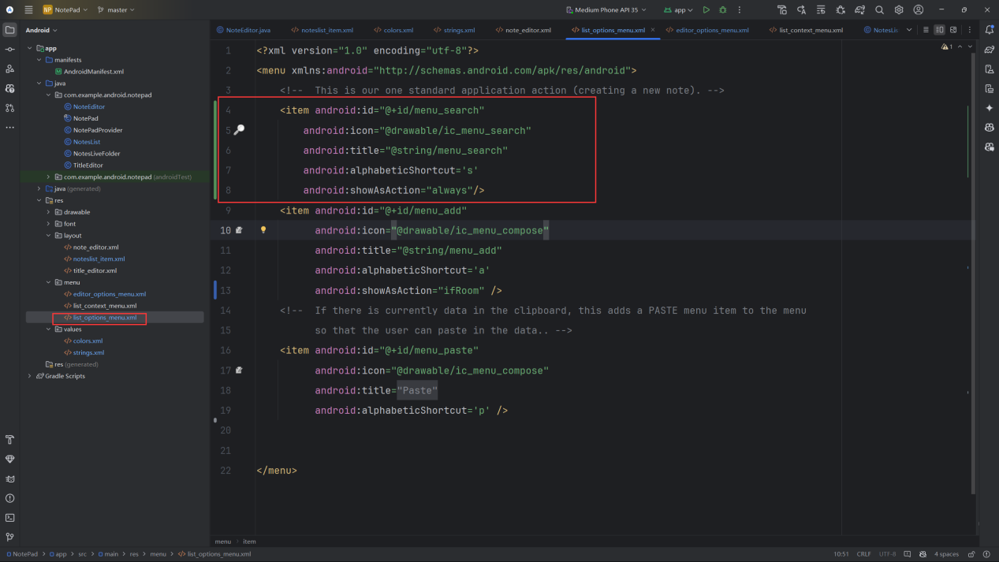 NP NotePad master Medium Phone API 35 app
Android
NoteEditor.java noteslist_item.xml colors.xml strings.xml note_editor.xml list_options_menu.xml editor_options_menu.xml list_context_menu.xml NotesLis
app
manifests
AndroidManifest.xml
java
com.example.android.notepad
NoteEditor
NotePad
NotePadProvider
NotesList
NotesLiveFolder
TitleEditor
com.example.android.notepad (androidTest)
java (generated)
res
drawable
font
layout
note_editor.xml
noteslist_item.xml
title_editor.xml
menu
editor_options_menu.xml
list_context_menu.xml
list_options_menu.xml
values
colors.xml
strings.xml
res (generated)
Gradle Scripts
1 <?xml version="1.0" encoding="utf-8"?>
2 <menu xmlns:android="http://schemas.android.com/apk/res/android">
3 <!-- This is our one standard application action (creating a new note). -->
4 <item android:id="@+id/menu_search"
5 android:icon="@drawable/ic_menu_search"
6 android:title="@string/menu_search"
7 android:alphabeticShortcut='s'
8 android:showAsAction="always"/>
9 <item android:id="@+id/menu_add"
10 android:icon="@drawable/ic_menu_compose"
11 android:title="@string/menu_add"
12 android:alphabeticShortcut='a'
13 android:showAsAction="ifRoom" />
14 <!-- If there is currently data in the clipboard, this adds a PASTE menu item to the menu
15 so that the user can paste in the data.. -->
16 <item android:id="@+id/menu_paste"
17 android:icon="@drawable/ic_menu_compose"
18 android:title="Paste"
19 android:alphabeticShortcut='p' />
20
21
22 </menu>
1
menu > item
NotePad > app > src > main > res > menu > list_options_menu.xml 10:51 CRLF UTF-8 4 spaces